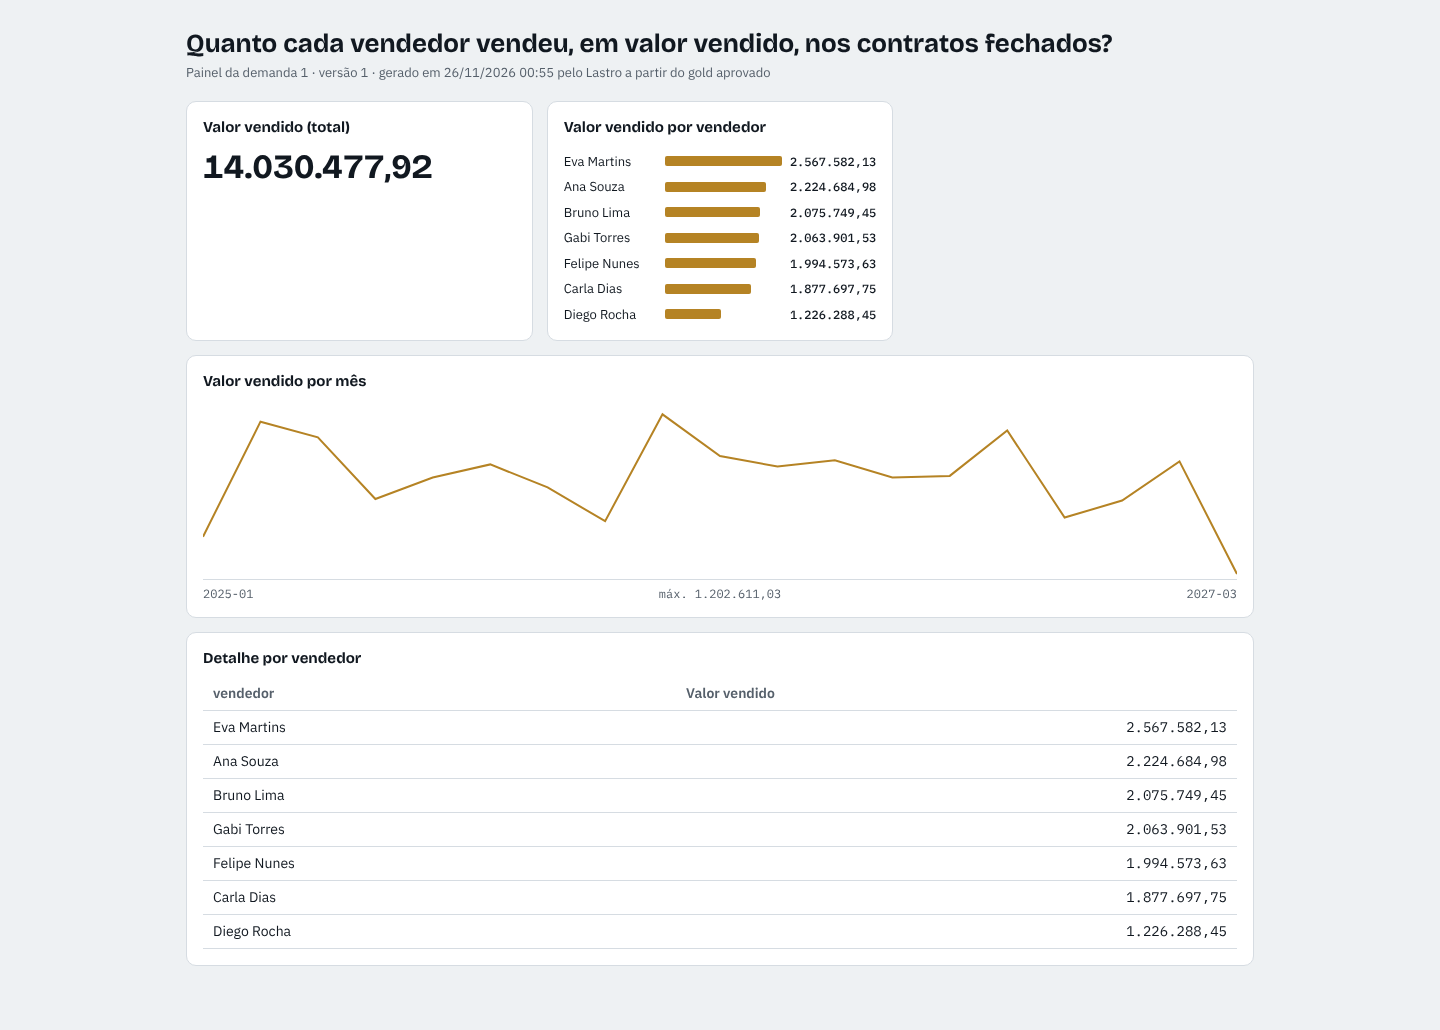 Quanto cada vendedor vendeu, em valor vendido, nos contratos fechados?
Painel da demanda 1 · versão 1 · gerado em 26/11/2026 00:55 pelo Lastro a partir do gold aprovado
Valor vendido (total)
14.030.477,92
Valor vendido por vendedor
Eva Martins 2.567.582,13
Ana Souza 2.224.684,98
Bruno Lima 2.075.749,45
Gabi Torres 2.063.901,53
Felipe Nunes 1.994.573,63
Carla Dias 1.877.697,75
Diego Rocha 1.226.288,45
Valor vendido por mês
2025-01 máx. 1.202.611,03 2027-03
Detalhe por vendedor
vendedor Valor vendido
Eva Martins 2.567.582,13
Ana Souza 2.224.684,98
Bruno Lima 2.075.749,45
Gabi Torres 2.063.901,53
Felipe Nunes 1.994.573,63
Carla Dias 1.877.697,75
Diego Rocha 1.226.288,45